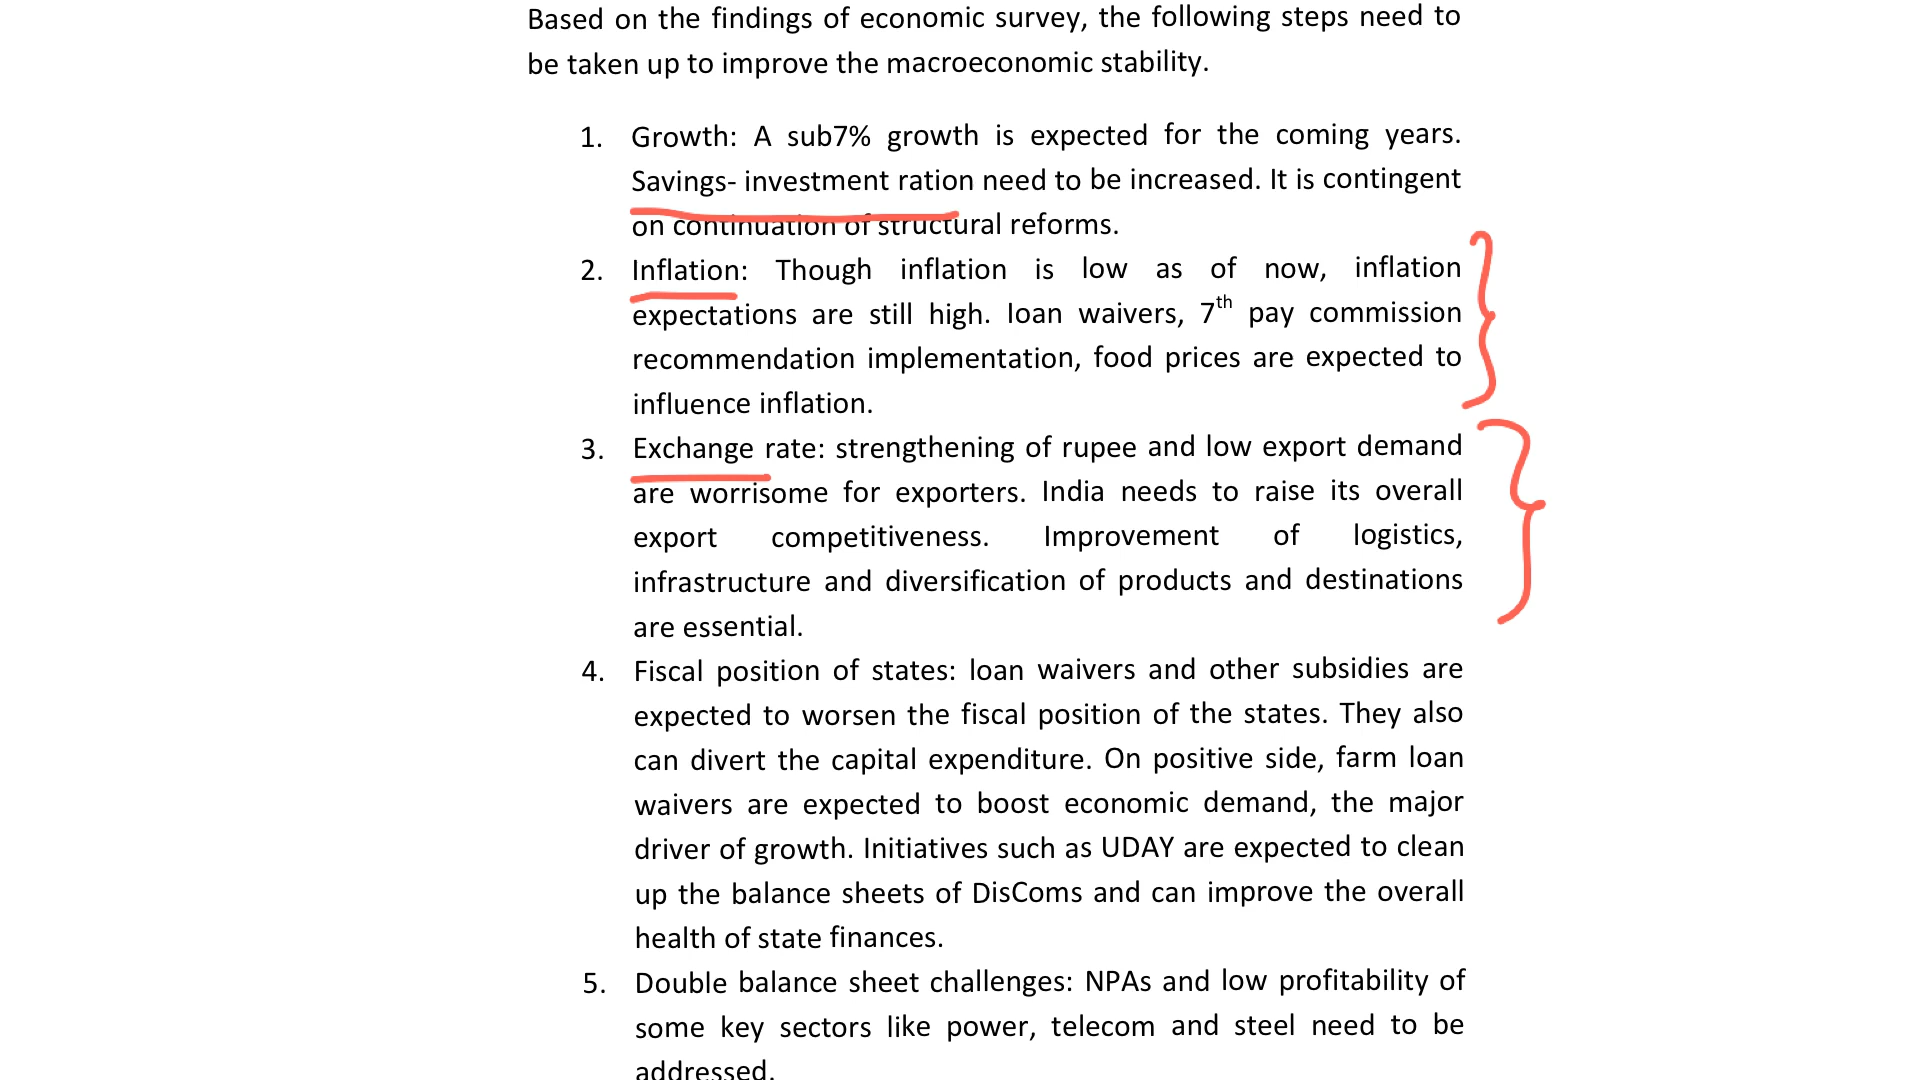 Based on the findings of economic survey, the following steps need to
be taken up to improve the macroeconomic stability.
1. Growth: A sub7% growth is expected for the coming years.
Savings- investment ration need to be increased. It is contingent
on continuation of structural reforms.
2. Inflation: Though inflation is low as of now, inflation
expectations are still high. loan waivers, 7th pay commission
recommendation implementation, food prices are expected to
influence inflation.
3. Exchange rate: strengthening of rupee and low export demand
are worrisome for exporters. India needs to raise its overall
export competitiveness. Improvement of logistics,
infrastructure and diversification of products and destinations
are essential.
4. Fiscal position of states: loan waivers and other subsidies are
expected to worsen the fiscal position of the states. They also
can divert the capital expenditure. On positive side, farm loan
waivers are expected to boost economic demand, the major
driver of growth. Initiatives such as UDAY are expected to clean
up the balance sheets of DisComs and can improve the overall
health of state finances.
5. Double balance sheet challenges: NPAs and low profitability of
some key sectors like power, telecom and steel need to be
addressed.